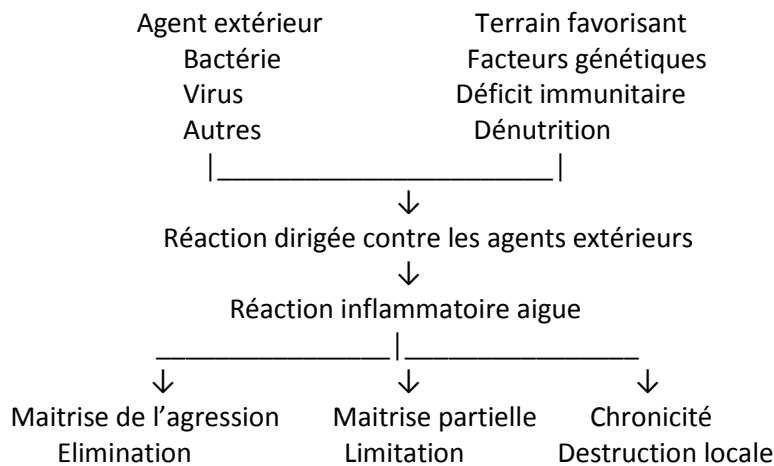 Agent extérieur Terrain favorisant
Bactérie Facteurs génétiques
Virus Déficit immunitaire
Autres Dénutrition
Réaction dirigée contre les agents extérieurs
Réaction inflammatoire aigue
Maitrise de l’agression Maitrise partielle Chronicité
Elimination Limitation Destruction locale